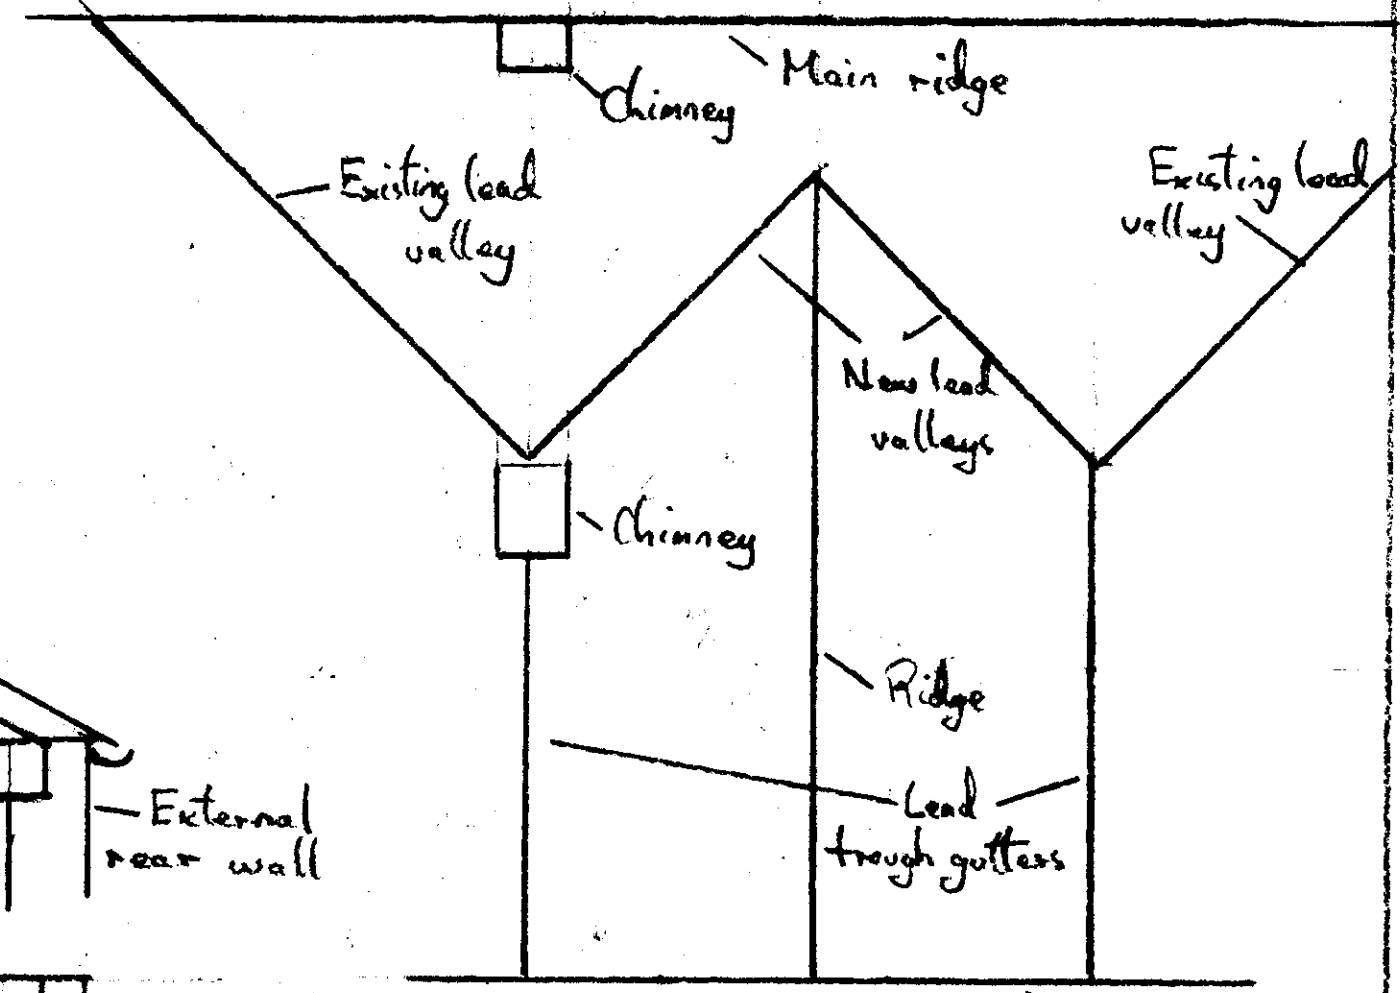 Main ridge
Chimney
Existing lead
valley
Existing lead
valley
New lead
valleys
Chimney
Ridge
Lead
trough gutters
External
rear wall